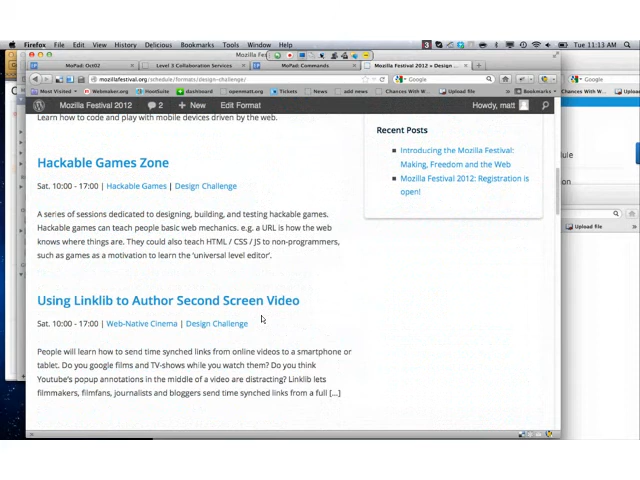 Firefox File Edit View History Bookmarks Tools Window Help
Tue 11:13 AM
MoPad: Oct02
Level 3 Collaboration Services
MoPad: Commands
Mozilla Festival 2012 » Design ...
mozillafestival.org/schedule/formats/design-challenge/
Google
Most Visited
Webmaker.org
HootSuite
dashboard
openmatt.org
Tickets
News
add news
Chances With W...
Upload file
Bookmarks
Mozilla Festival 2012
2
+ New
Edit Format
Howdy, matt
Learn how to code and play with mobile devices driven by the web.
Hackable Games Zone
Sat. 10:00 - 17:00 | Hackable Games | Design Challenge
A series of sessions dedicated to designing, building, and testing hackable games.
Hackable games can teach people basic web mechanics. e.g. a URL is how the web
knows where things are. They could also teach HTML / CSS / JS to non-programmers,
such as games as a motivation to learn the 'universal level editor'.
Using Linklib to Author Second Screen Video
Sat. 10:00 - 17:00 | Web-Native Cinema | Design Challenge
People will learn how to send time synched links from online videos to a smartphone or
tablet. Do you google films and TV-shows while you watch them? Do you think
Youtube's popup annotations in the middle of a video are distracting? Linklib lets
filmmakers, filmfans, journalists and bloggers send time synched links from a full [...]
Recent Posts
Introducing the Mozilla Festival:
Making, Freedom and the Web
Mozilla Festival 2012: Registration is
open!
Google
Chances With W...
Upload file
Upload file